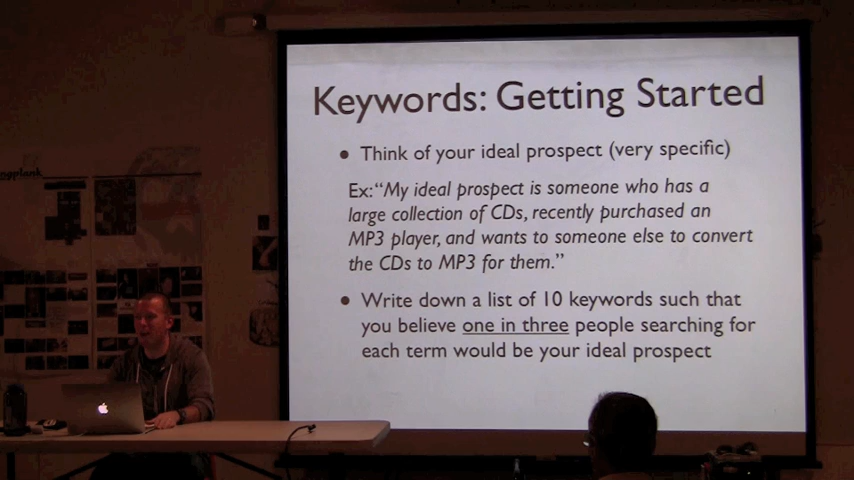 Keywords: Getting Started
• Think of your ideal prospect (very specific)
Ex: “My ideal prospect is someone who has a
large collection of CDs, recently purchased an
MP3 player, and wants to someone else to convert
the CDs to MP3 for them.”
• Write down a list of 10 keywords such that
you believe one in three people searching for
each term would be your ideal prospect
ngplank